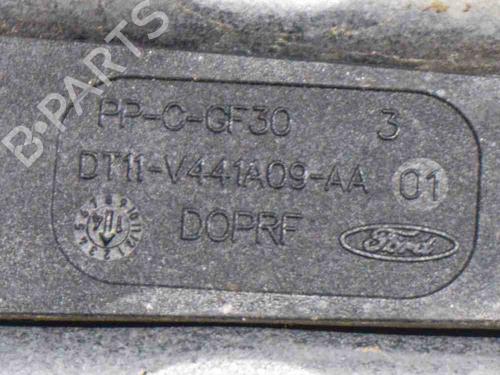 B-PARTS
PP-C-GF30 3
DT11-V441A09-AA 01
DOPRF Ford